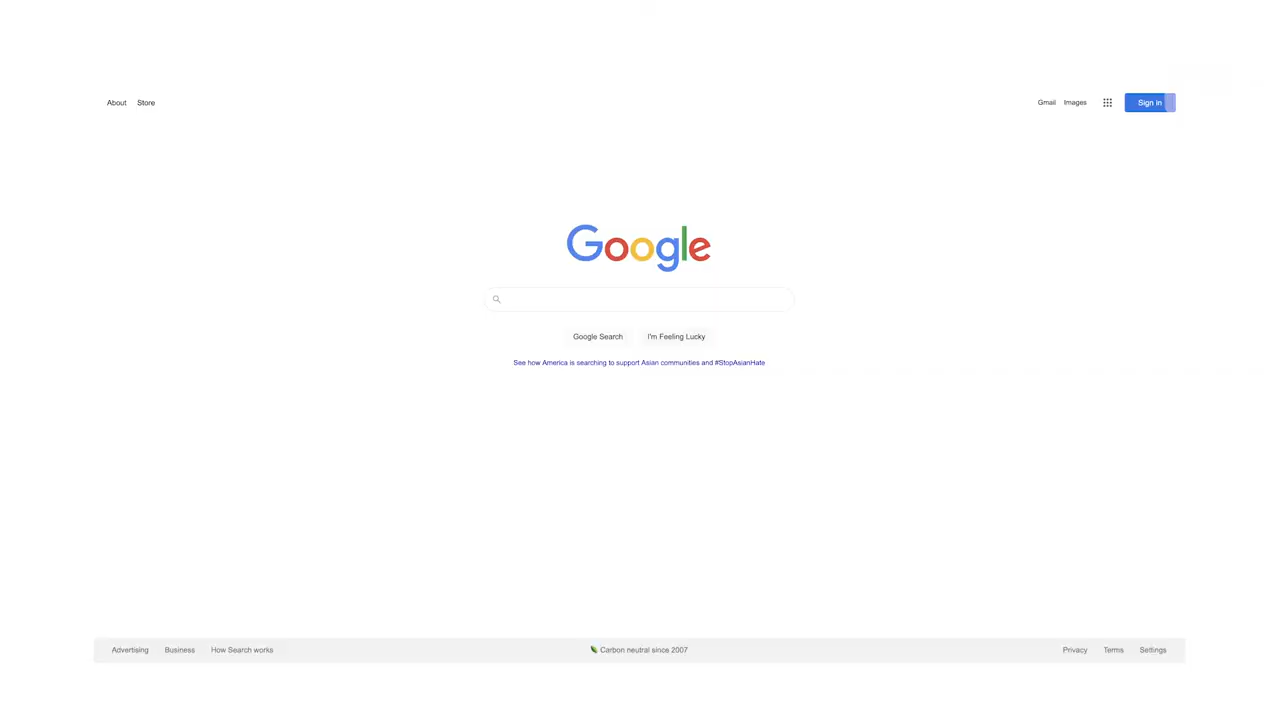 About Store Gmail Images Sign in
Google
Google Search I'm Feeling Lucky
See how America is searching to support Asian communities and #StopAsianHate
Advertising Business How Search works Carbon neutral since 2007 Privacy Terms Settings